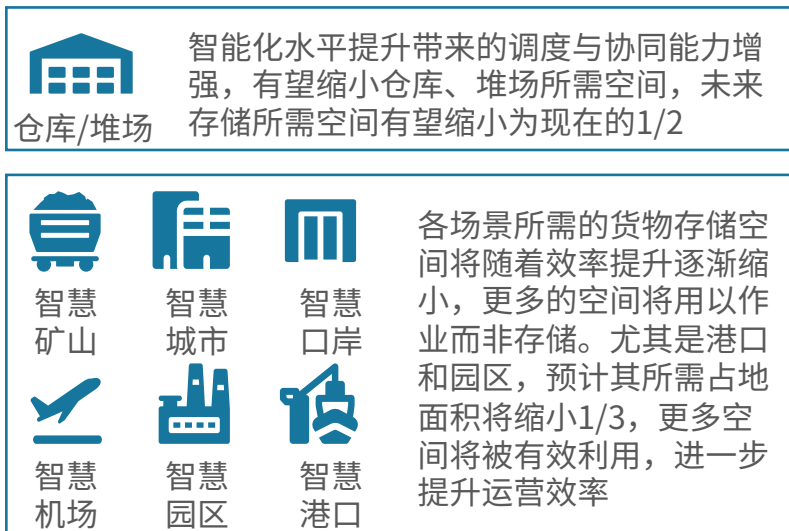 仓库/堆场
智能化水平提升带来的调度与协同能力增
强，有望缩小仓库、堆场所需空间，未来
存储所需空间有望缩小为现在的1/2
智慧
矿山
智慧
城市
智慧
口岸
智慧
机场
智慧
园区
智慧
港口
各场景所需的货物存储空
间将随着效率提升逐渐缩
小，更多的空间将用以作
业而非存储。尤其是港口
和园区，预计其所需占地
面积将缩小1/3，更多空
间将被有效利用，进一步
提升运营效率